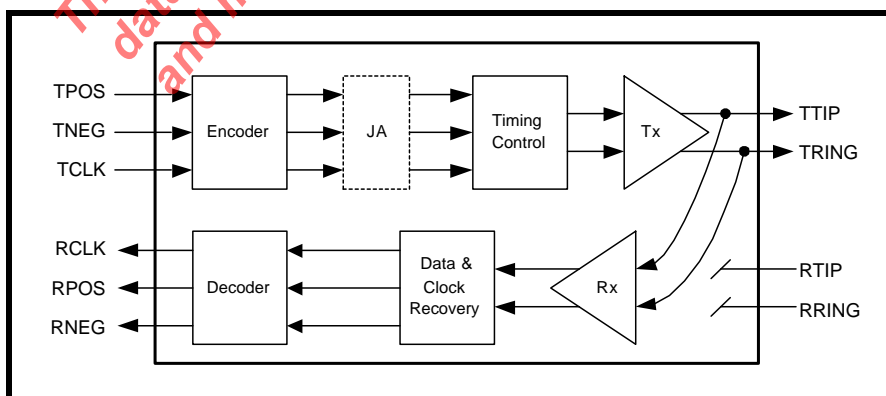 TPOS
TNEG
TCLK
Encoder
JA
Timing
Control
Tx
TTIP
TRING
RCLK
RPOS
RNEG
Decoder
Data &
Clock
Recovery
Rx
RTIP
RRING
and